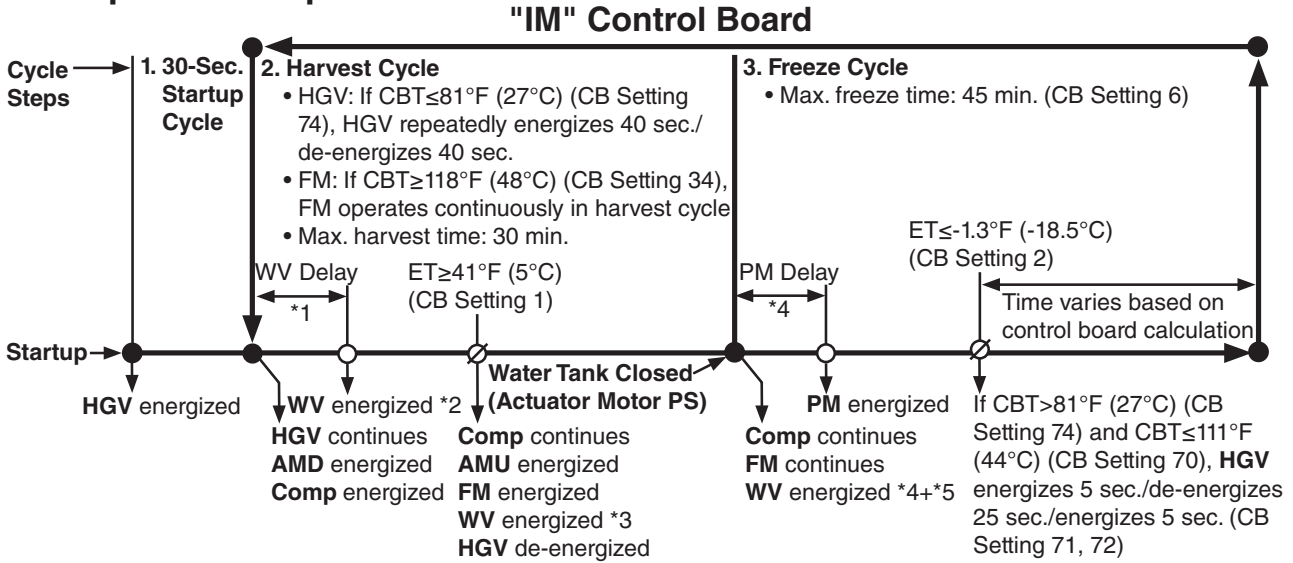 "IM" Control Board
Cycle
Steps
1. 30-Sec.
Startup
Cycle
2. Harvest Cycle
• HGV: If CBT≤81°F (27°C) (CB Setting
74), HGV repeatedly energizes 40 sec./
de-energizes 40 sec.
• FM: If CBT≥118°F (48°C) (CB Setting 34),
FM operates continuously in harvest cycle
• Max. harvest time: 30 min.
3. Freeze Cycle
• Max. freeze time: 45 min. (CB Setting 6)
WV Delay
*1
ET≥41°F (5°C)
(CB Setting 1)
PM Delay
*4
ET≤-1.3°F (-18.5°C)
(CB Setting 2)
Time varies based on
control board calculation
Startup
HGV energized
WV energized *2
HGV continues
AMD energized
Comp energized
Water Tank Closed
(Actuator Motor PS)
Comp continues
AMU energized
FM energized
WV energized *3
HGV de-energized
PM energized
Comp continues
FM continues
WV energized *4+*5
If CBT>81°F (27°C) (CB
Setting 74) and CBT≤111°F
(44°C) (CB Setting 70), HGV
energizes 5 sec./de-energizes
25 sec./energizes 5 sec. (CB
Setting 71, 72)